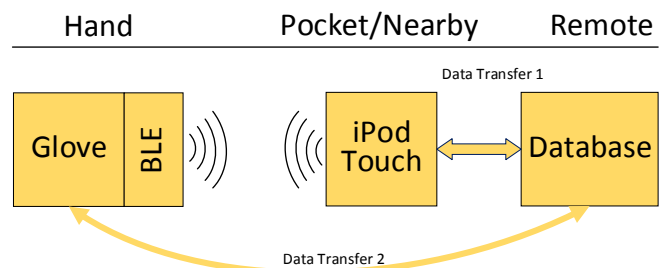 Hand
Pocket/Nearby
Remote
Data Transfer 1
Glove
BLE
iPod
Touch
Database
Data Transfer 2